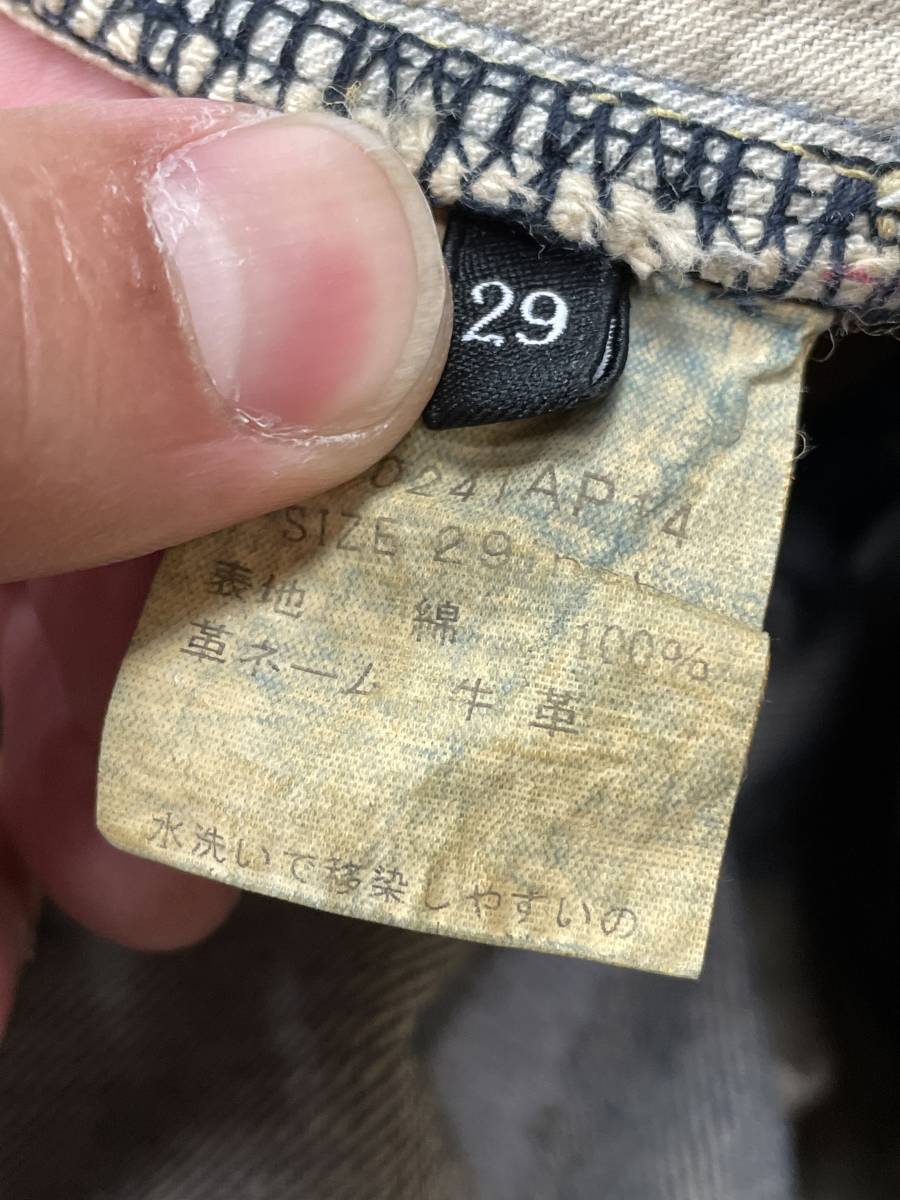 29
0241AP14
SIZE 29
表地 綿 100%
革ネーム 牛革
水洗いで移染しやすいの